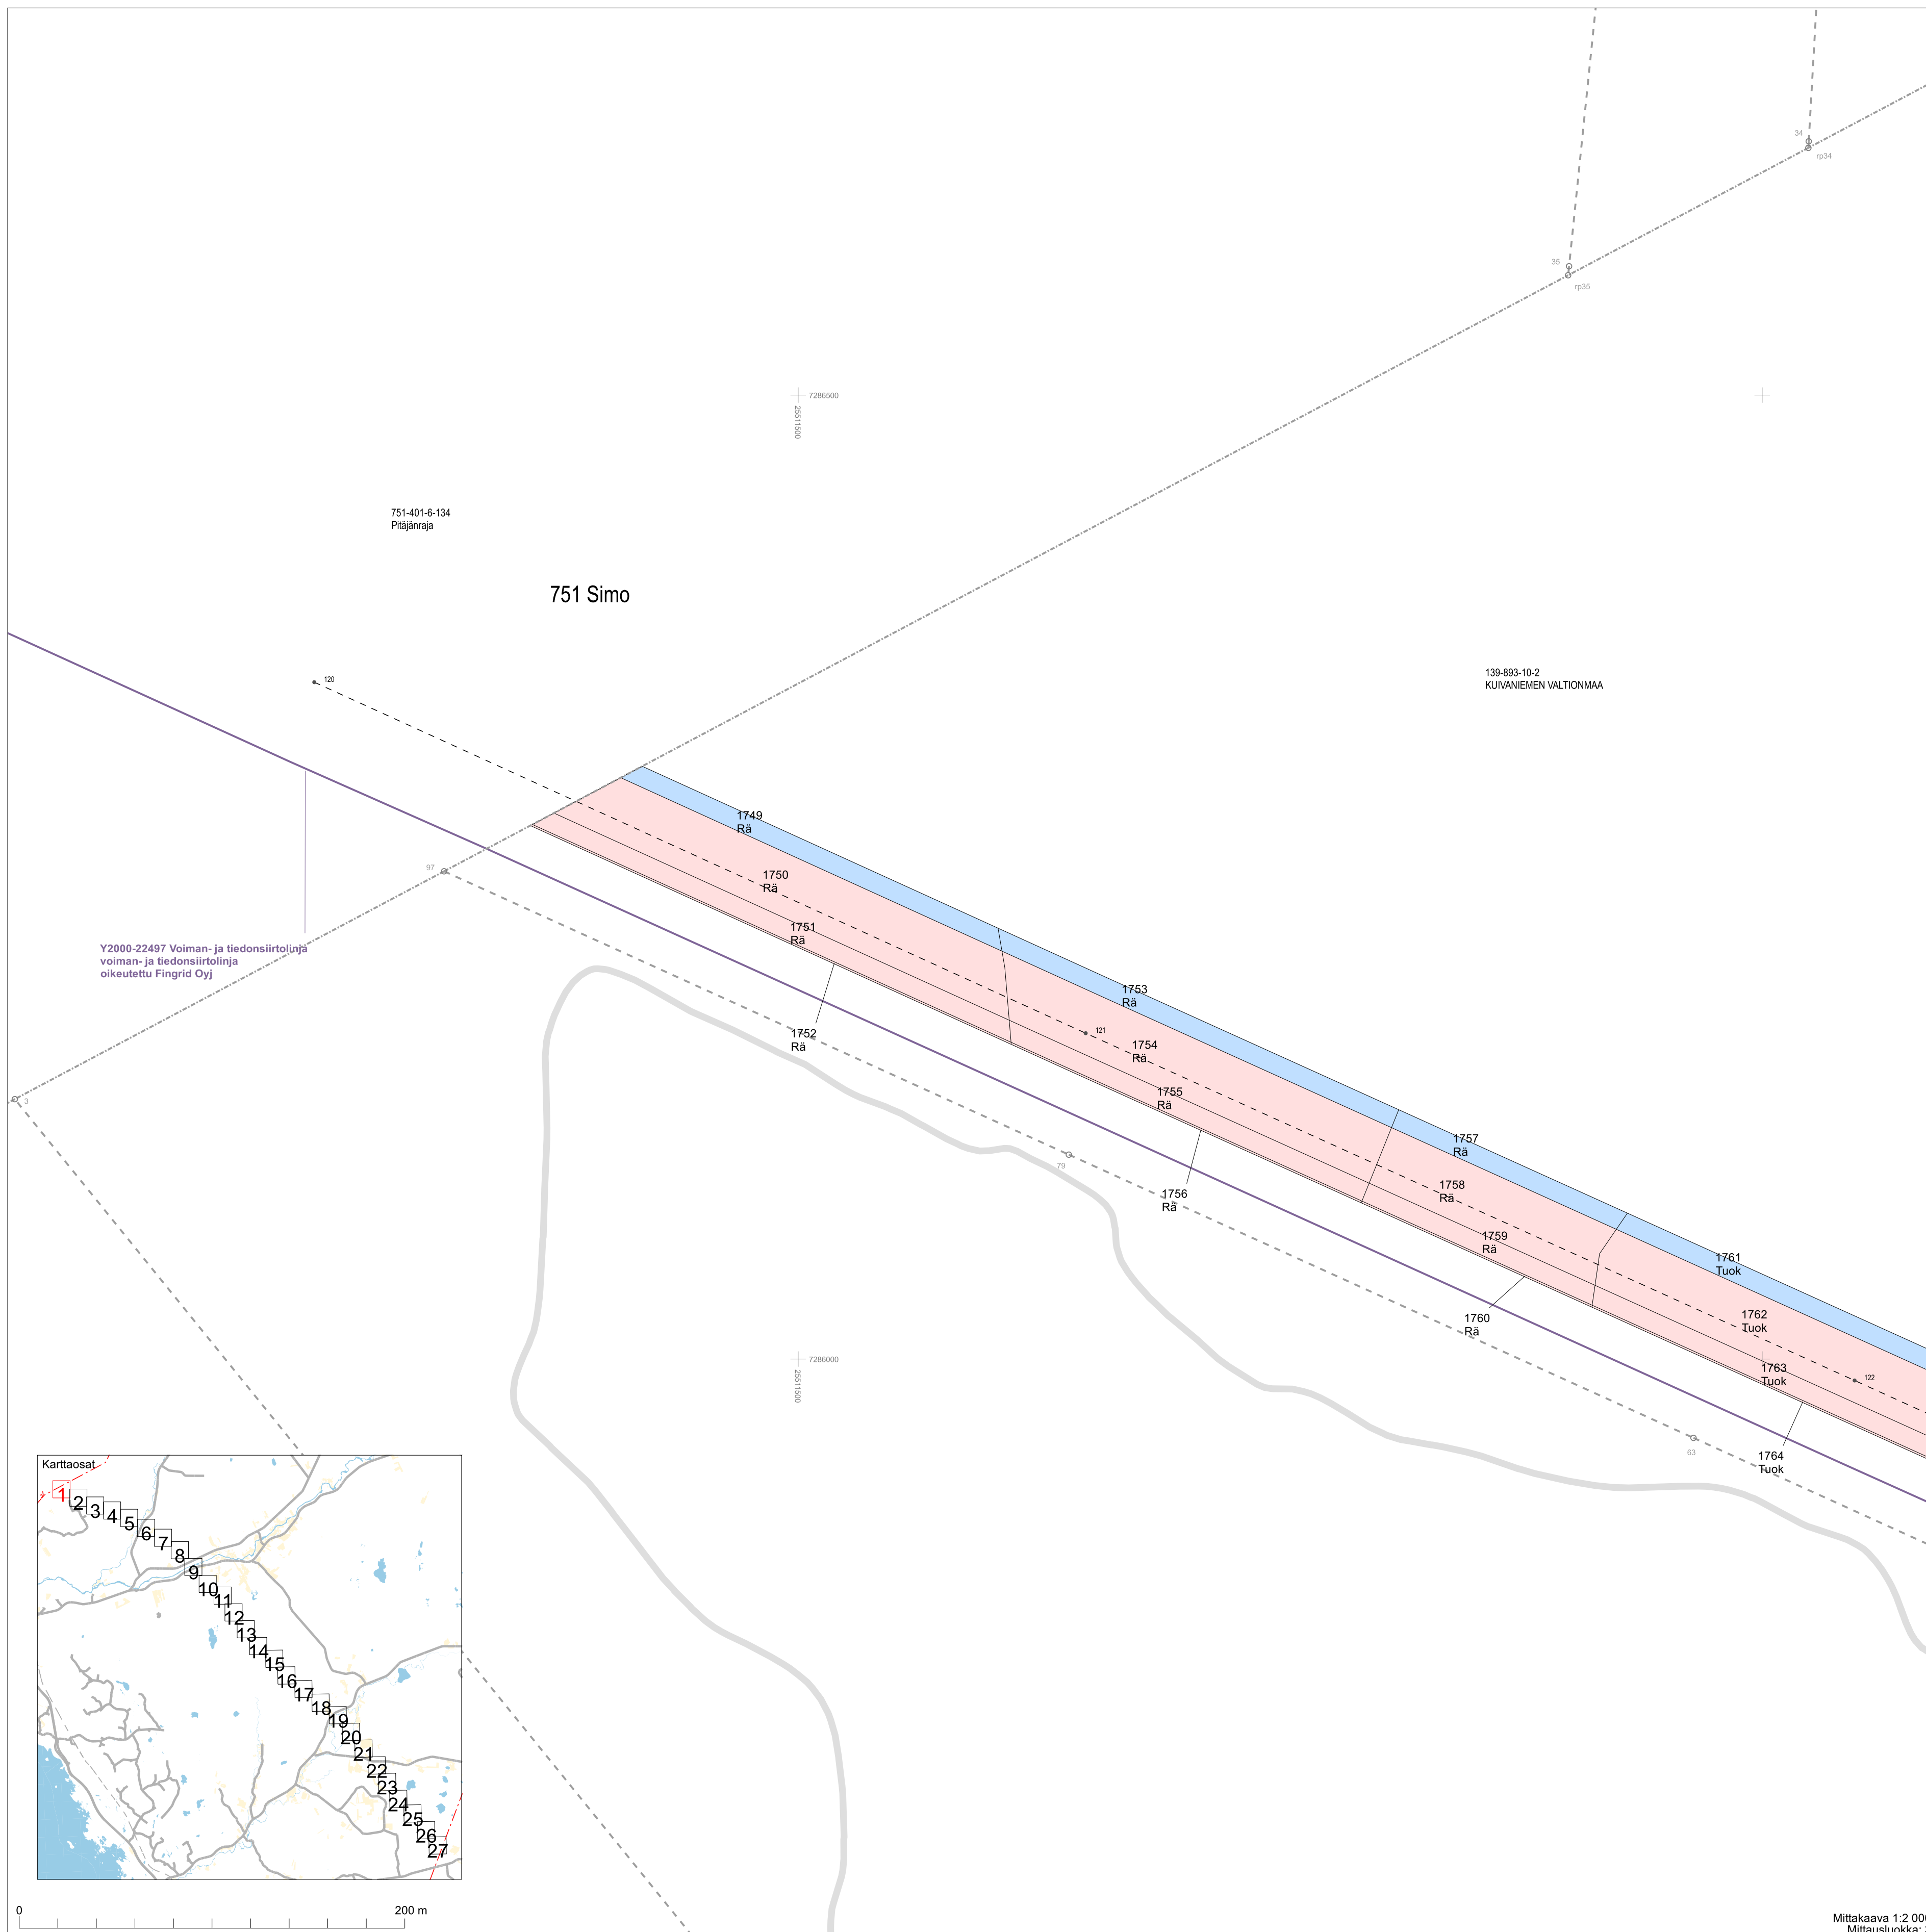 34
rp34
35
rp35
7286500
25511500
751-401-6-134
Pitäjänraja
751 Simo
139-893-10-2
KUIVANIEMEN VALTIONMAA
120
1749
Rä
97
1750
Rä
1751
Rä
Y2000-22497 Voiman- ja tiedonsiirtolinja
voiman- ja tiedonsiirtolinja
oikeutettu Fingrid Oyj
1753
Rä
121
1752
Rä
1754
Rä
3
1755
Rä
1757
Rä
79
1756
Rä
1758
Rä
1759
Rä
1761
Tuok
1760
Rä
1762
Tuok
7286000
25511500
1763
Tuok
122
63
1764
Tuok
Karttaosat
1
2
3
4
5
6
7
8
9
10
11
12
13
14
15
16
17
18
19
20
21
22
23
24
25
26
27
0
200 m
Mittakaava 1:2 000
Mittausluokka: